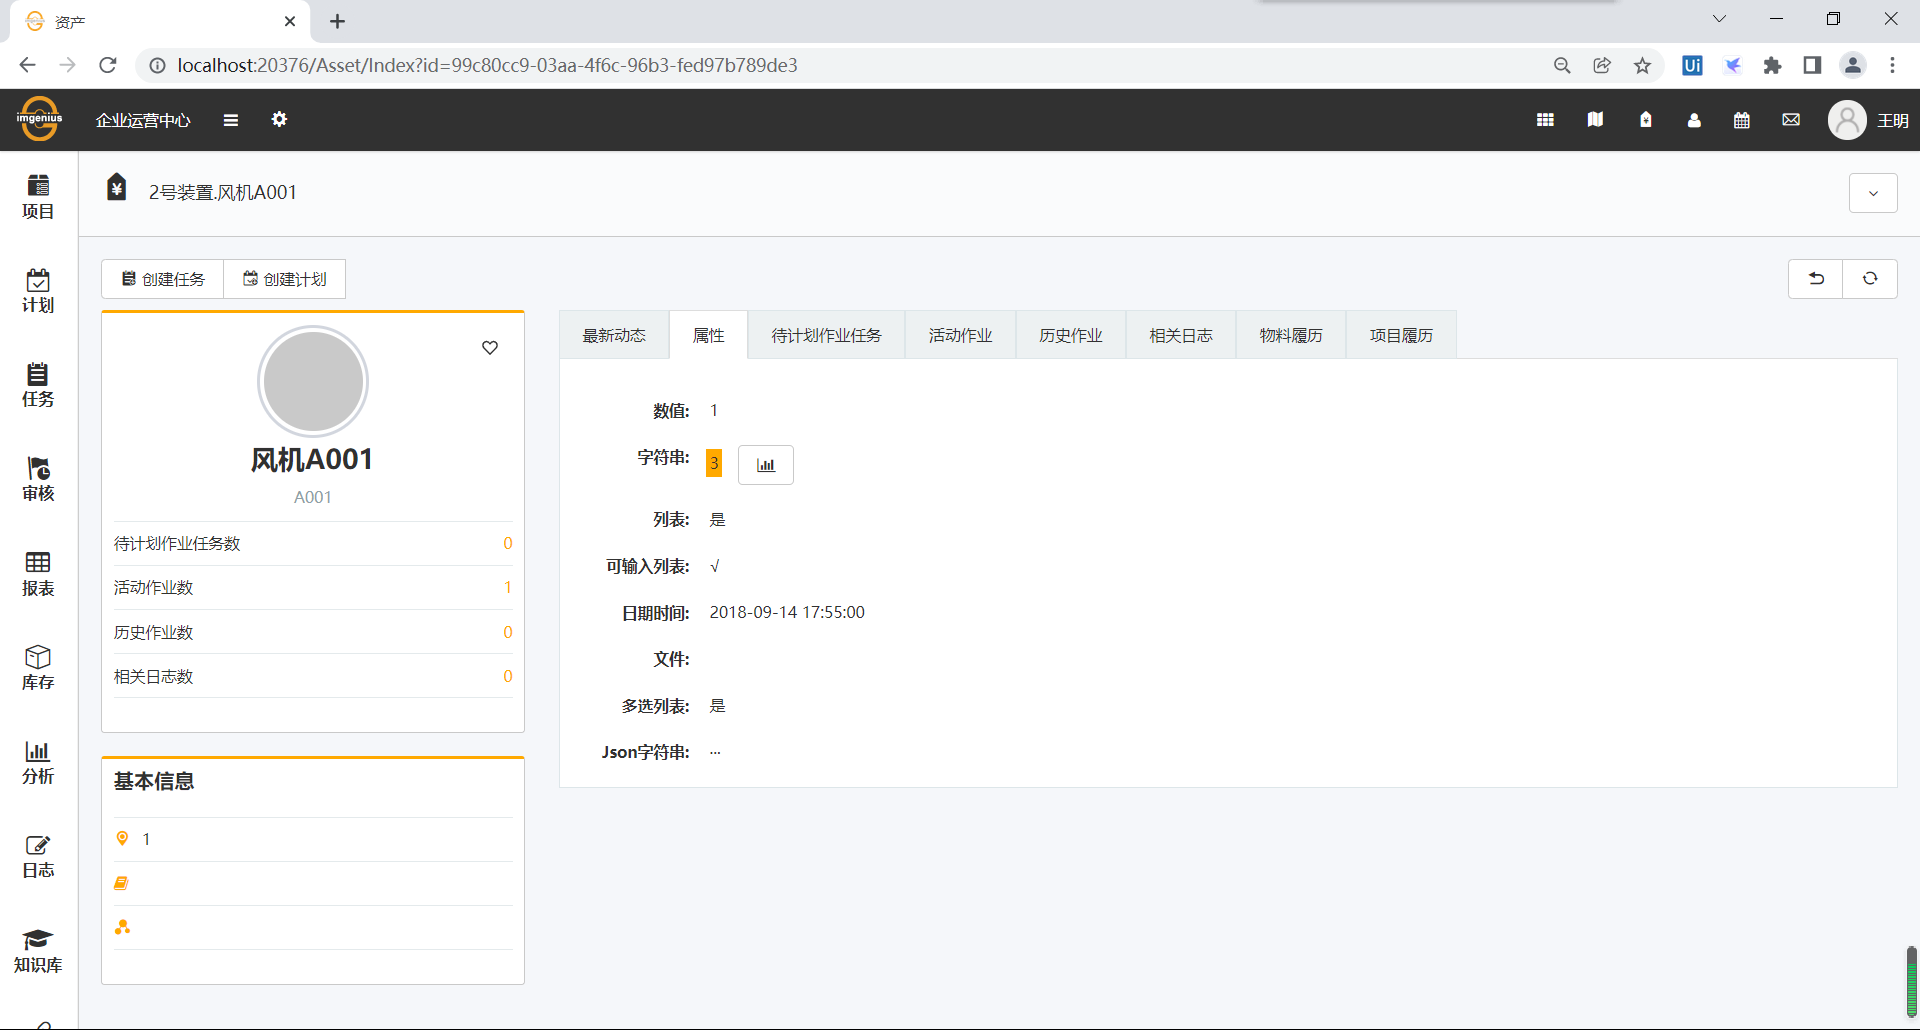 资产
localhost:20376/Asset/Index?id=99c80cc9-03aa-4f6c-96b3-fed97b789de3
Ui
imgenius
企业运营中心
王明
项目
计划
任务
审核
报表
库存
分析
日志
知识库
2号装置.风机A001
创建任务
创建计划
风机A001
A001
待计划作业任务数 0
活动作业数 1
历史作业数 0
相关日志数 0
基本信息
1
最新动态 属性 待计划作业任务 活动作业 历史作业 相关日志 物料履历 项目履历
数值: 1
字符串: 3
列表: 是
可输入列表: √
日期时间: 2018-09-14 17:55:00
文件:
多选列表: 是
Json字符串: ...